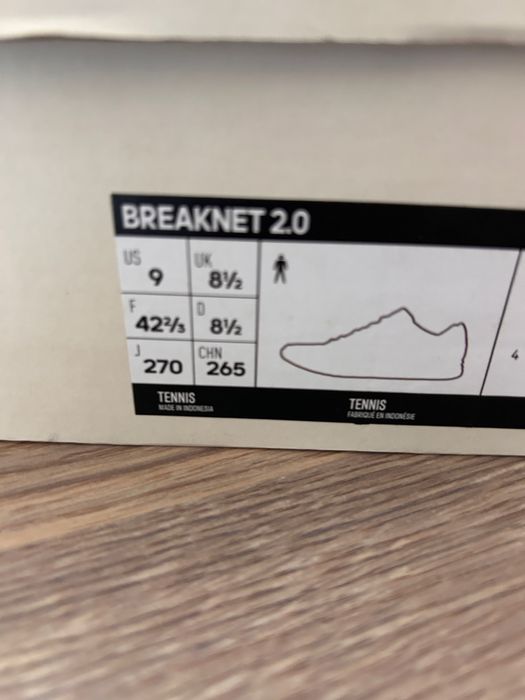 BREAKNET 2.0
US 9 UK 8½
F 42⅔ D 8½
J 270 CHN 265
TENNIS TENNIS
MADE IN INDONESIA FABRIQUÉ EN INDONÉSIE
4